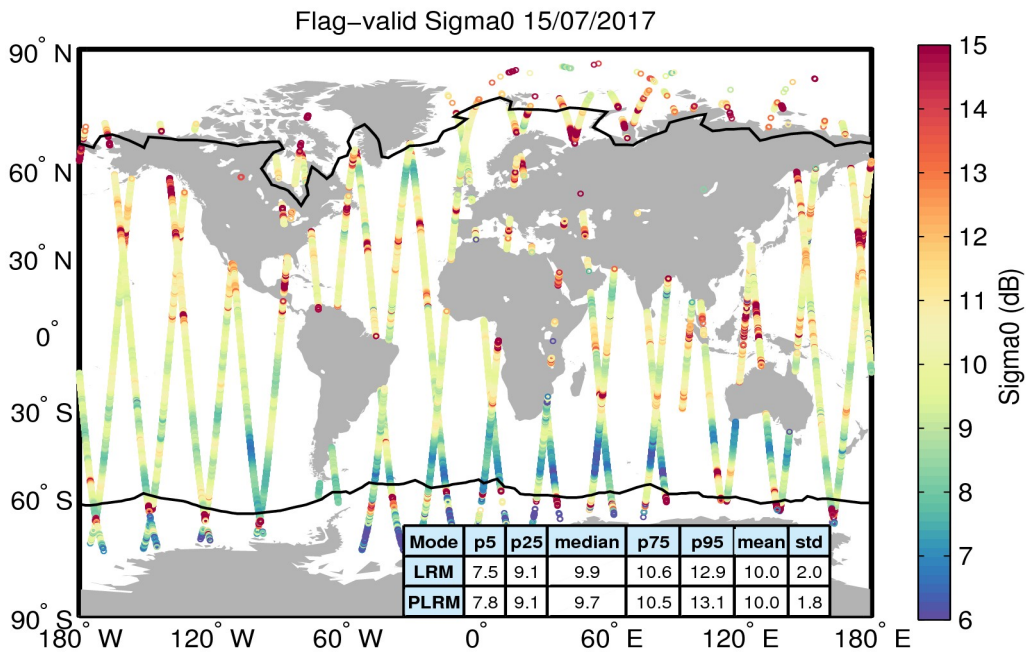 Flag-valid Sigma0 15/07/2017
90° N
60° N
30° N
0°
30° S
60° S
90° S
180° W
120° W
60° W
0°
60° E
120° E
180° E
Mode p5 p25 median p75 p95 mean std
LRM 7.5 9.1 9.9 10.6 12.9 10.0 2.0
PLRM 7.8 9.1 9.7 10.5 13.1 10.0 1.8
15
14
13
12
11
10
9
8
7
6
Sigma0 (dB)